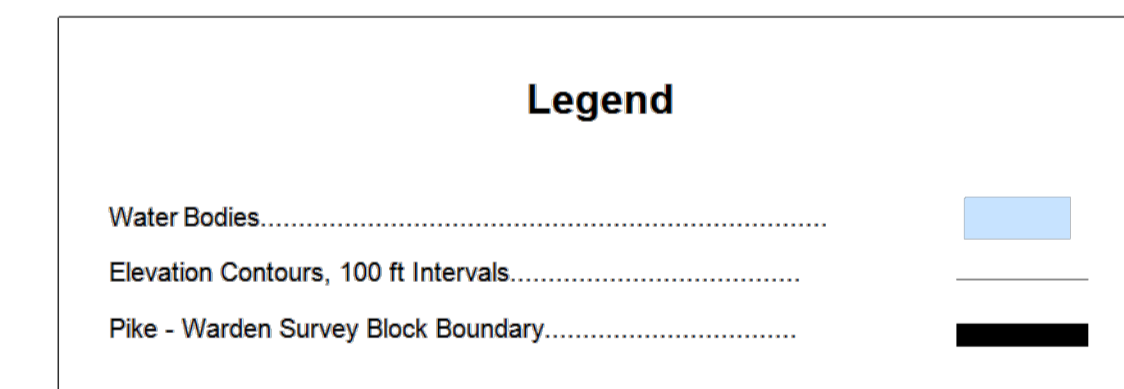 Legend
Water Bodies..........................................................................
Elevation Contours, 100 ft Intervals......................................
Pike - Warden Survey Block Boundary.................................